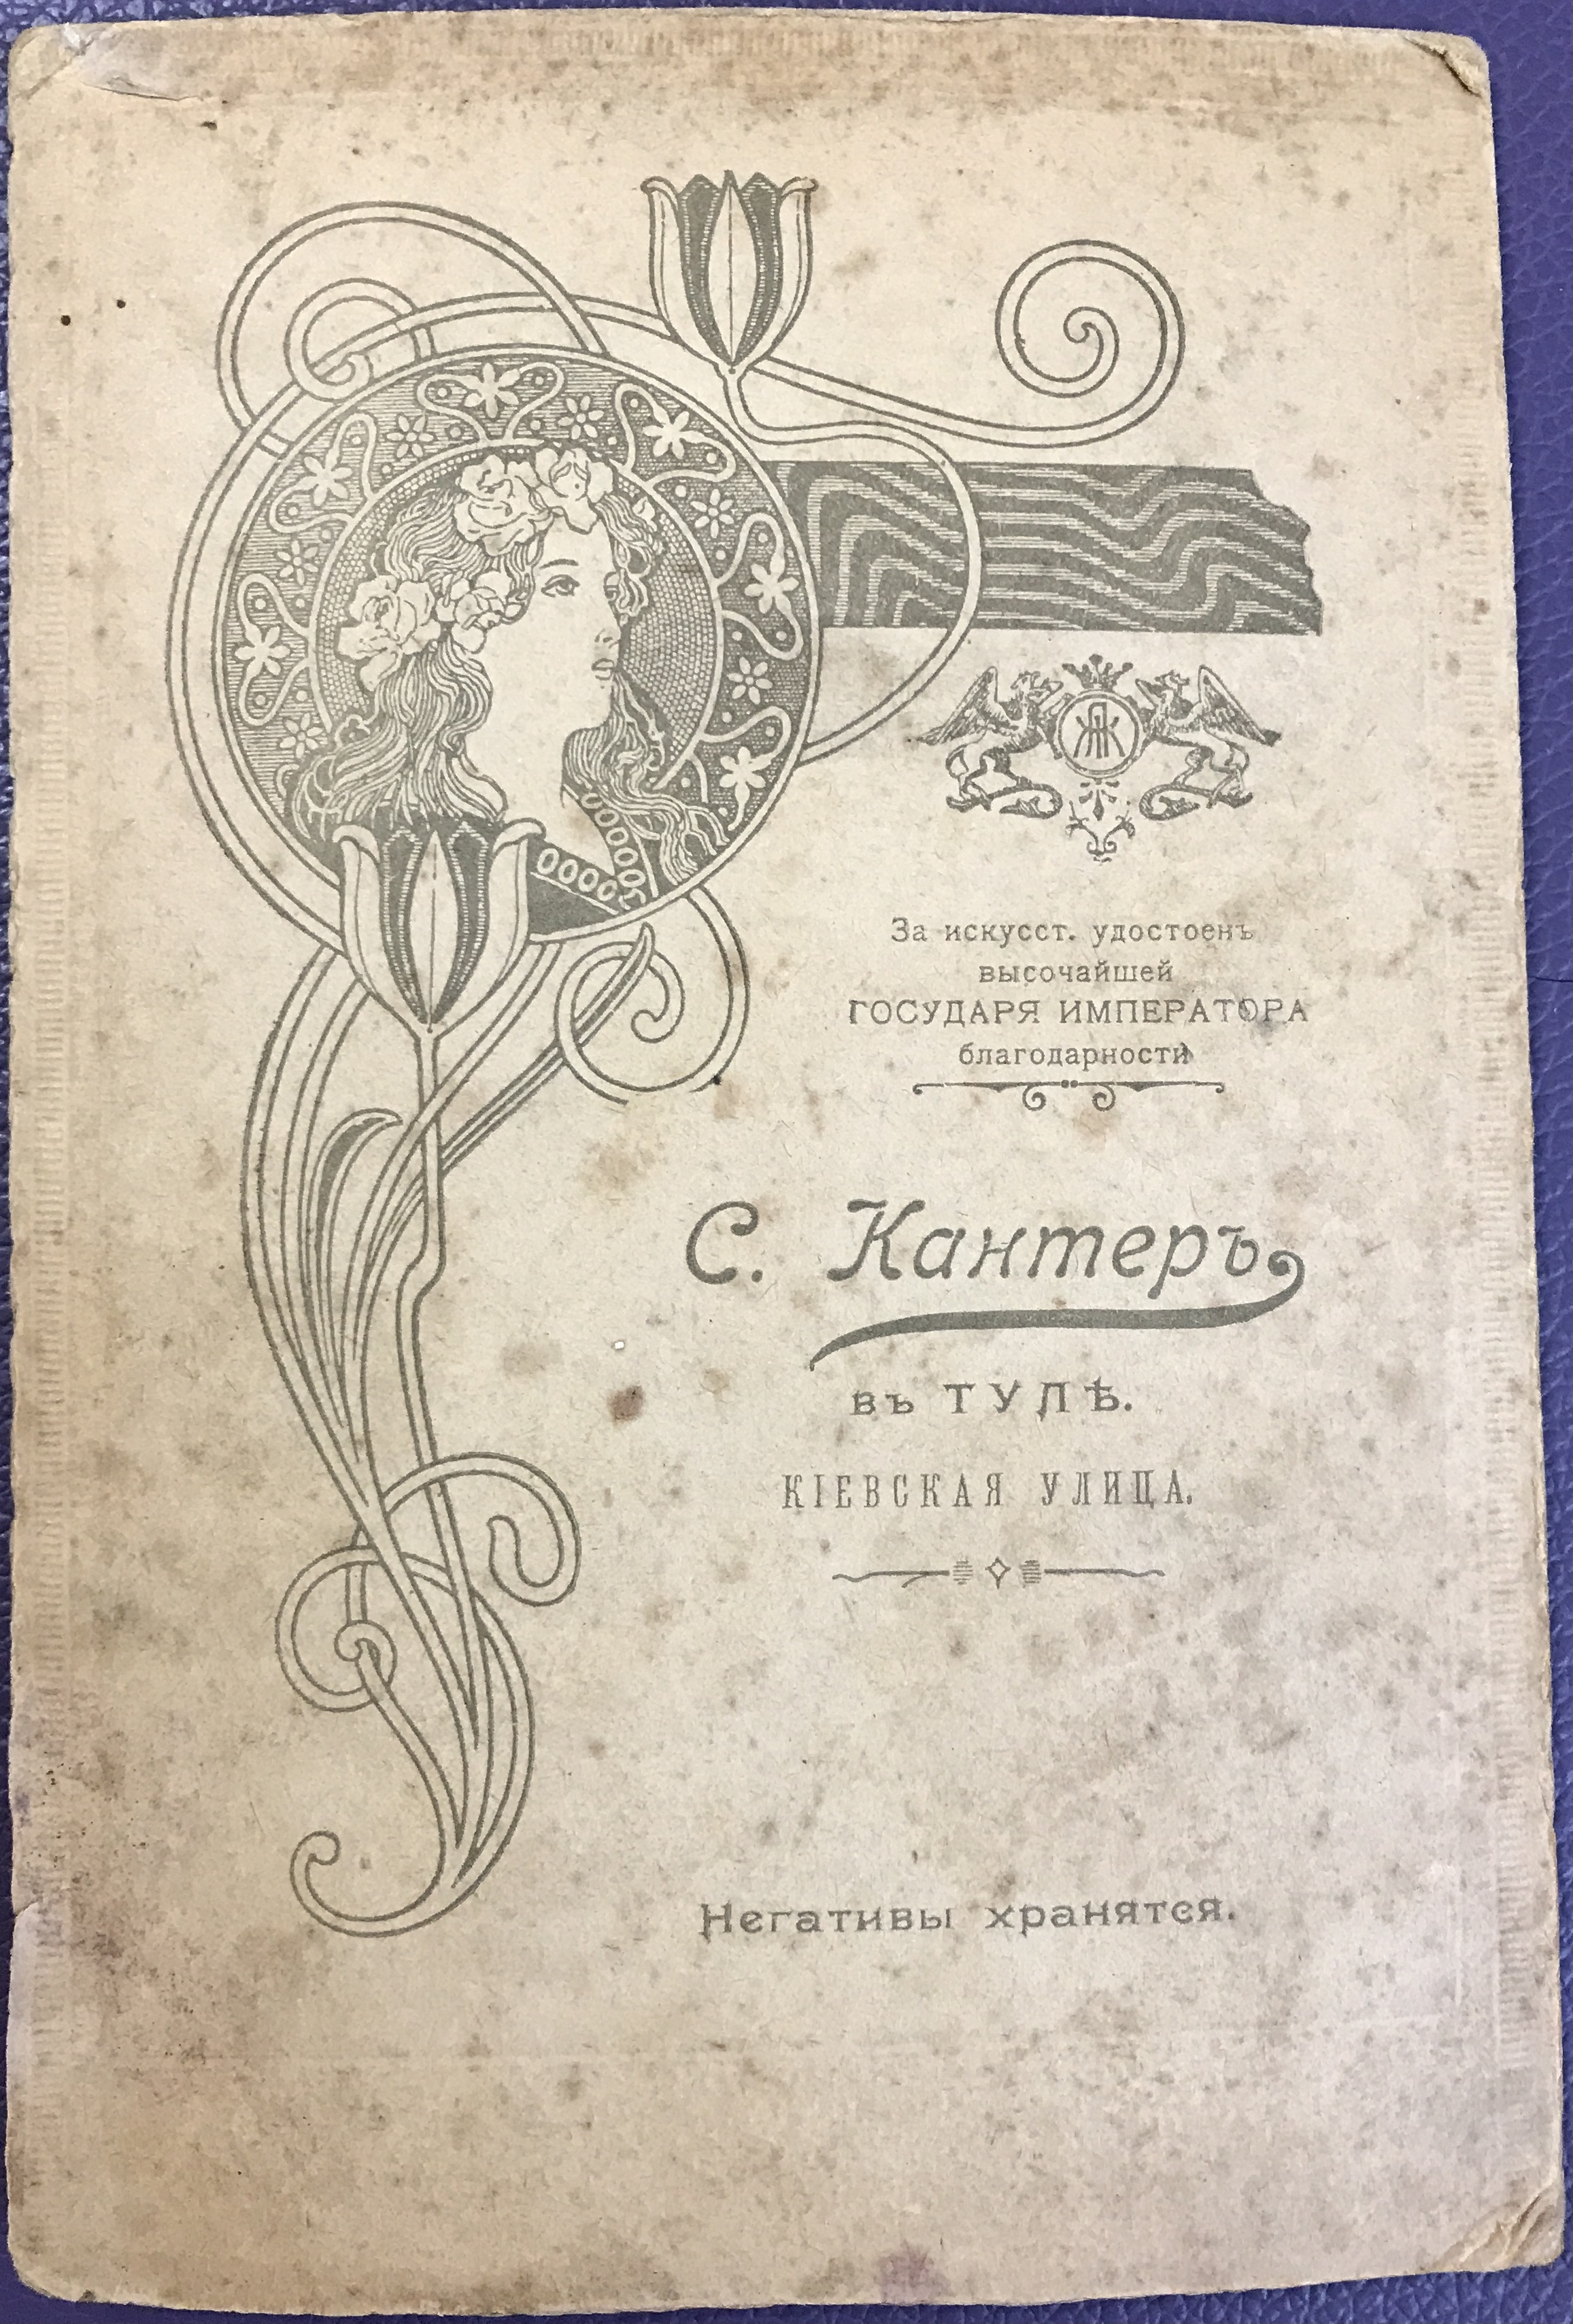 За искусст. удостоенъ
высочайшей
ГОСУДАРЯ ИМПЕРАТОРА
благодарности
С. Кантеръ
въ ТУЛѢ.
КІЕВСКАЯ УЛИЦА.
Негативы хранятся.